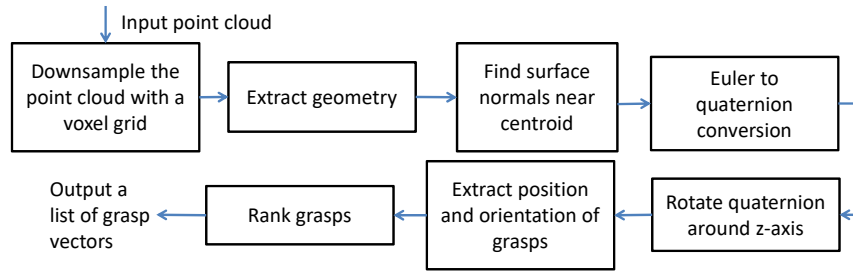 Input point cloud
Downsample the
point cloud with a
voxel grid
Extract geometry
Find surface
normals near
centroid
Euler to
quaternion
conversion
Rotate quaternion
around z-axis
Extract position
and orientation of
grasps
Rank grasps
Output a
list of grasp
vectors